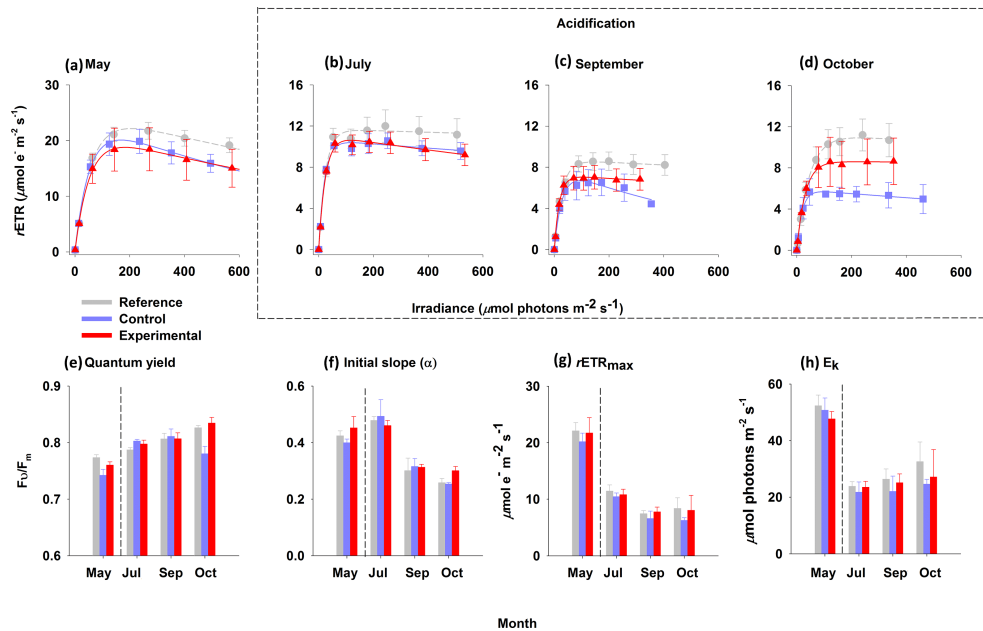 Acidification
(a) May
(b) July
(c) September
(d) October
30
20
10
0
16
12
8
4
0
16
12
8
4
0
16
12
8
4
0
rETR (μmol e⁻ m⁻² s⁻¹)
0 200 400 600
0 200 400 600
0 200 400 600
0 200 400 600
Irradiance (μmol photons m⁻² s⁻¹)
Reference
Control
Experimental
(e) Quantum yield
(f) Initial slope (α)
(g) rETRmax
(h) Ek
Fυ/Fm
0.9
0.8
0.7
0.6
0.6
0.4
0.2
0.0
μmol e⁻ m⁻² s⁻¹
30
20
10
0
μmol photons m⁻² s⁻¹
60
40
20
0
May Jul Sep Oct
May Jul Sep Oct
May Jul Sep Oct
May Jul Sep Oct
Month